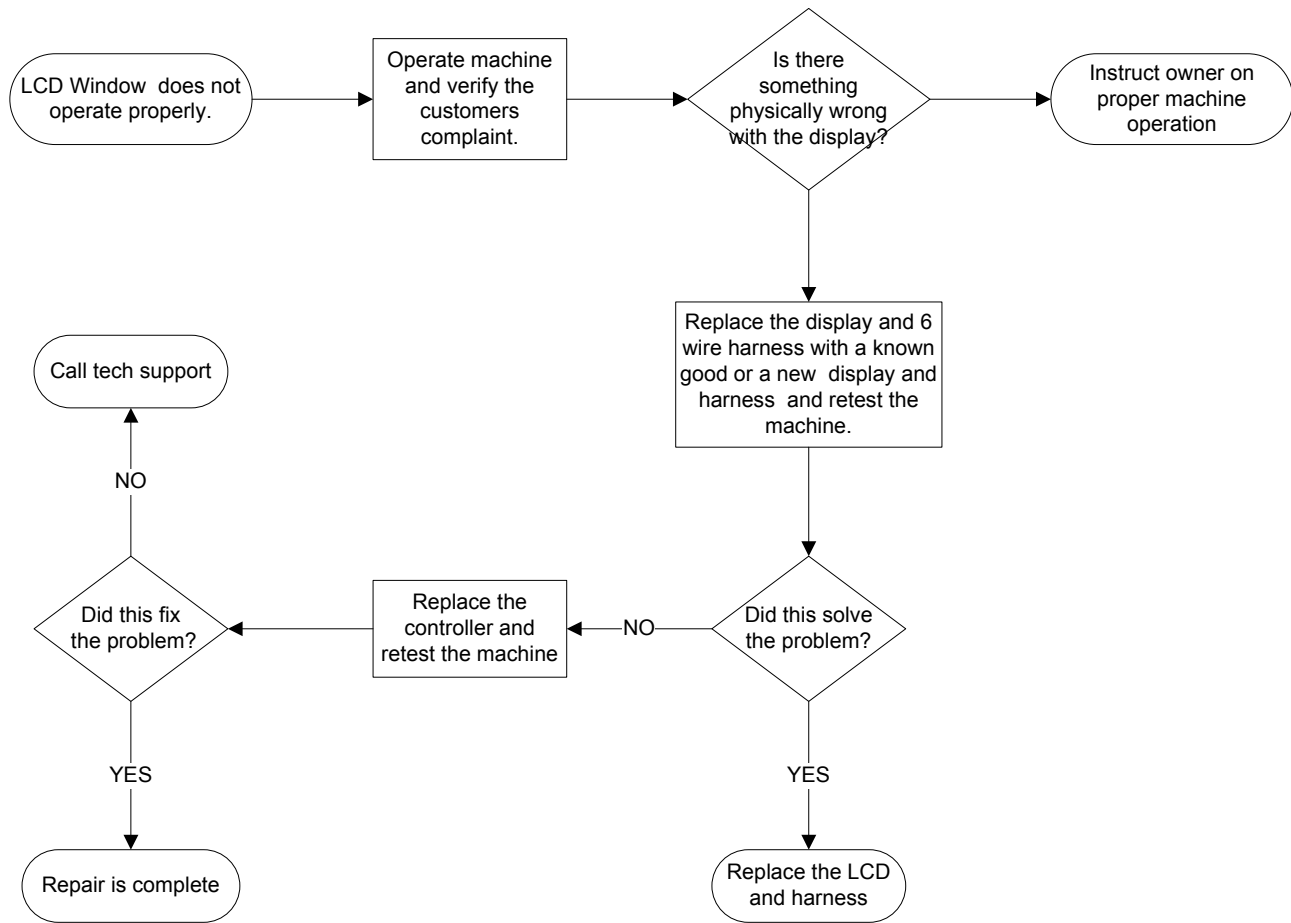 LCD Window does not
operate properly.
Operate machine
and verify the
customers
complaint.
Is there
something
physically wrong
with the display?
Instruct owner on
proper machine
operation
Replace the display and 6
wire harness with a known
good or a new display and
harness and retest the
machine.
Call tech support
NO
Did this fix
the problem?
Replace the
controller and
retest the machine
NO
Did this solve
the problem?
YES
YES
Repair is complete
Replace the LCD
and harness